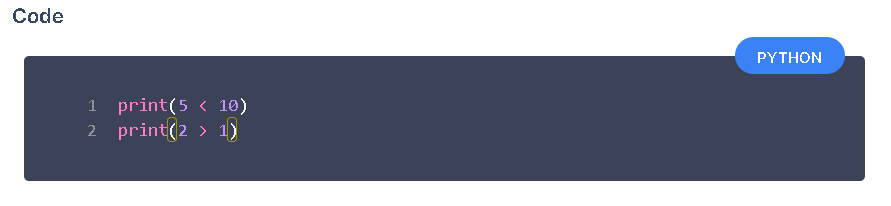 Code
PYTHON
1 print(5 < 10)
2 print(2 > 1)